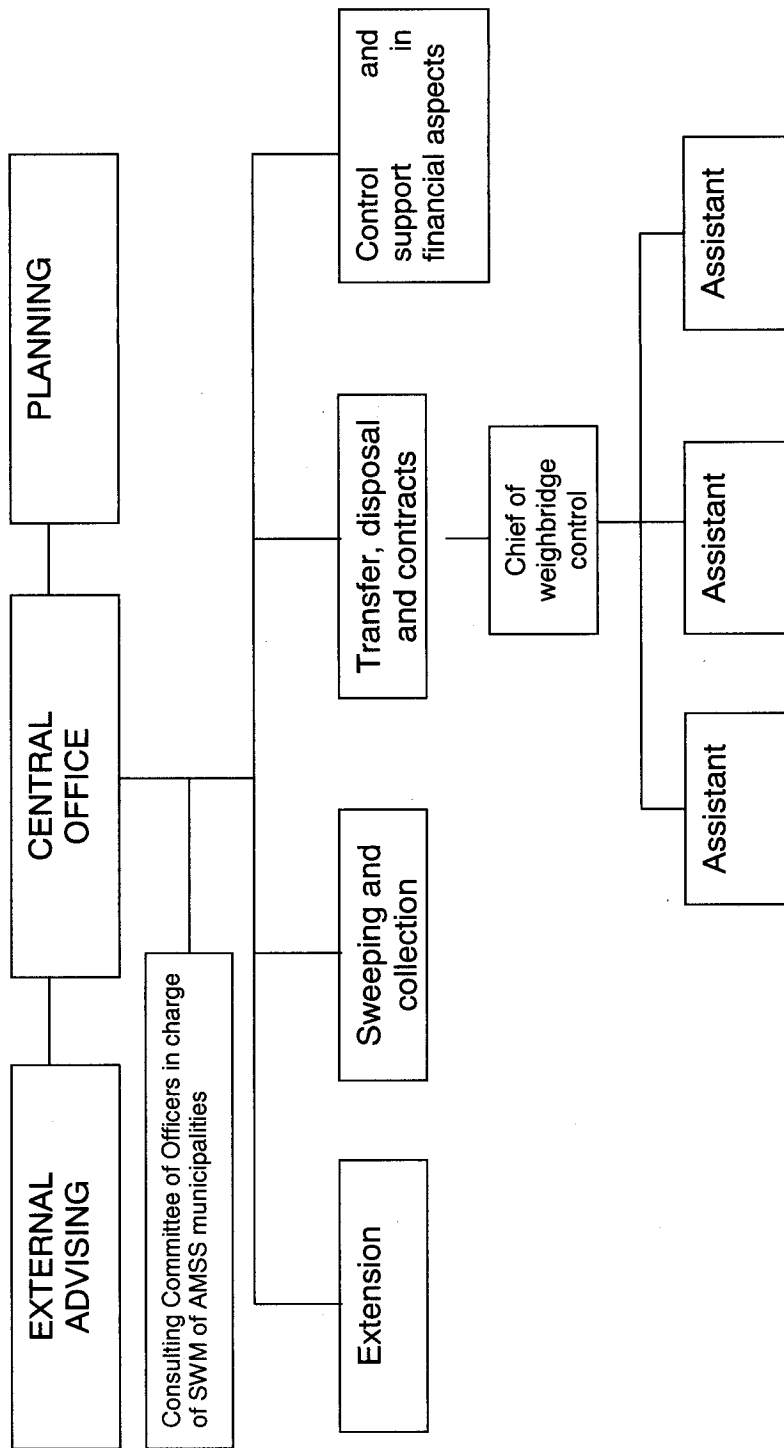 EXTERNAL
ADVISING
CENTRAL
OFFICE
PLANNING
Consulting Committee of Officers in charge
of SWM of AMSS municipalities
Extension
Sweeping and
collection
Transfer, disposal
and contracts
Control and
support in
financial aspects
Chief of
weighbridge
control
Assistant
Assistant
Assistant